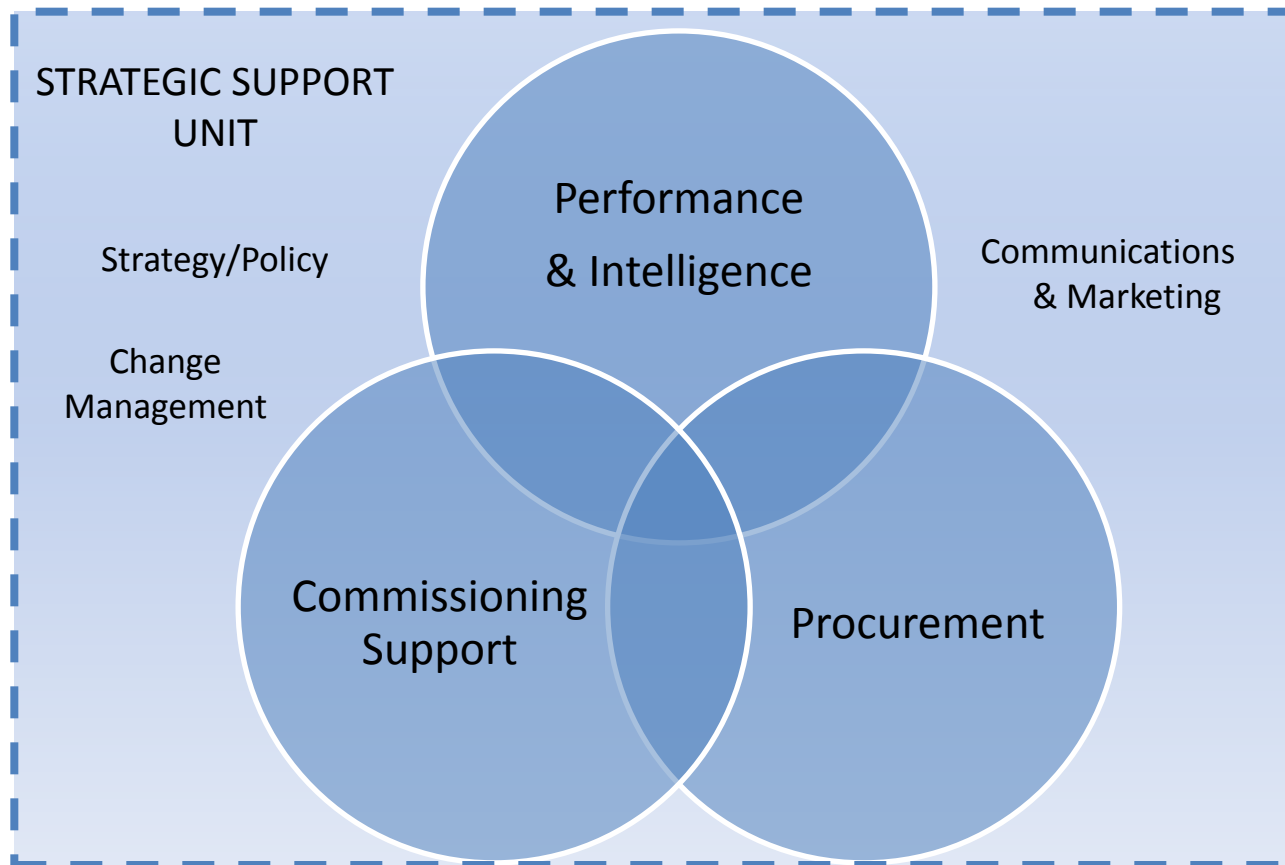 STRATEGIC SUPPORT
UNIT
Performance
& Intelligence
Strategy/Policy
Communications
& Marketing
Change
Management
Commissioning
Support
Procurement